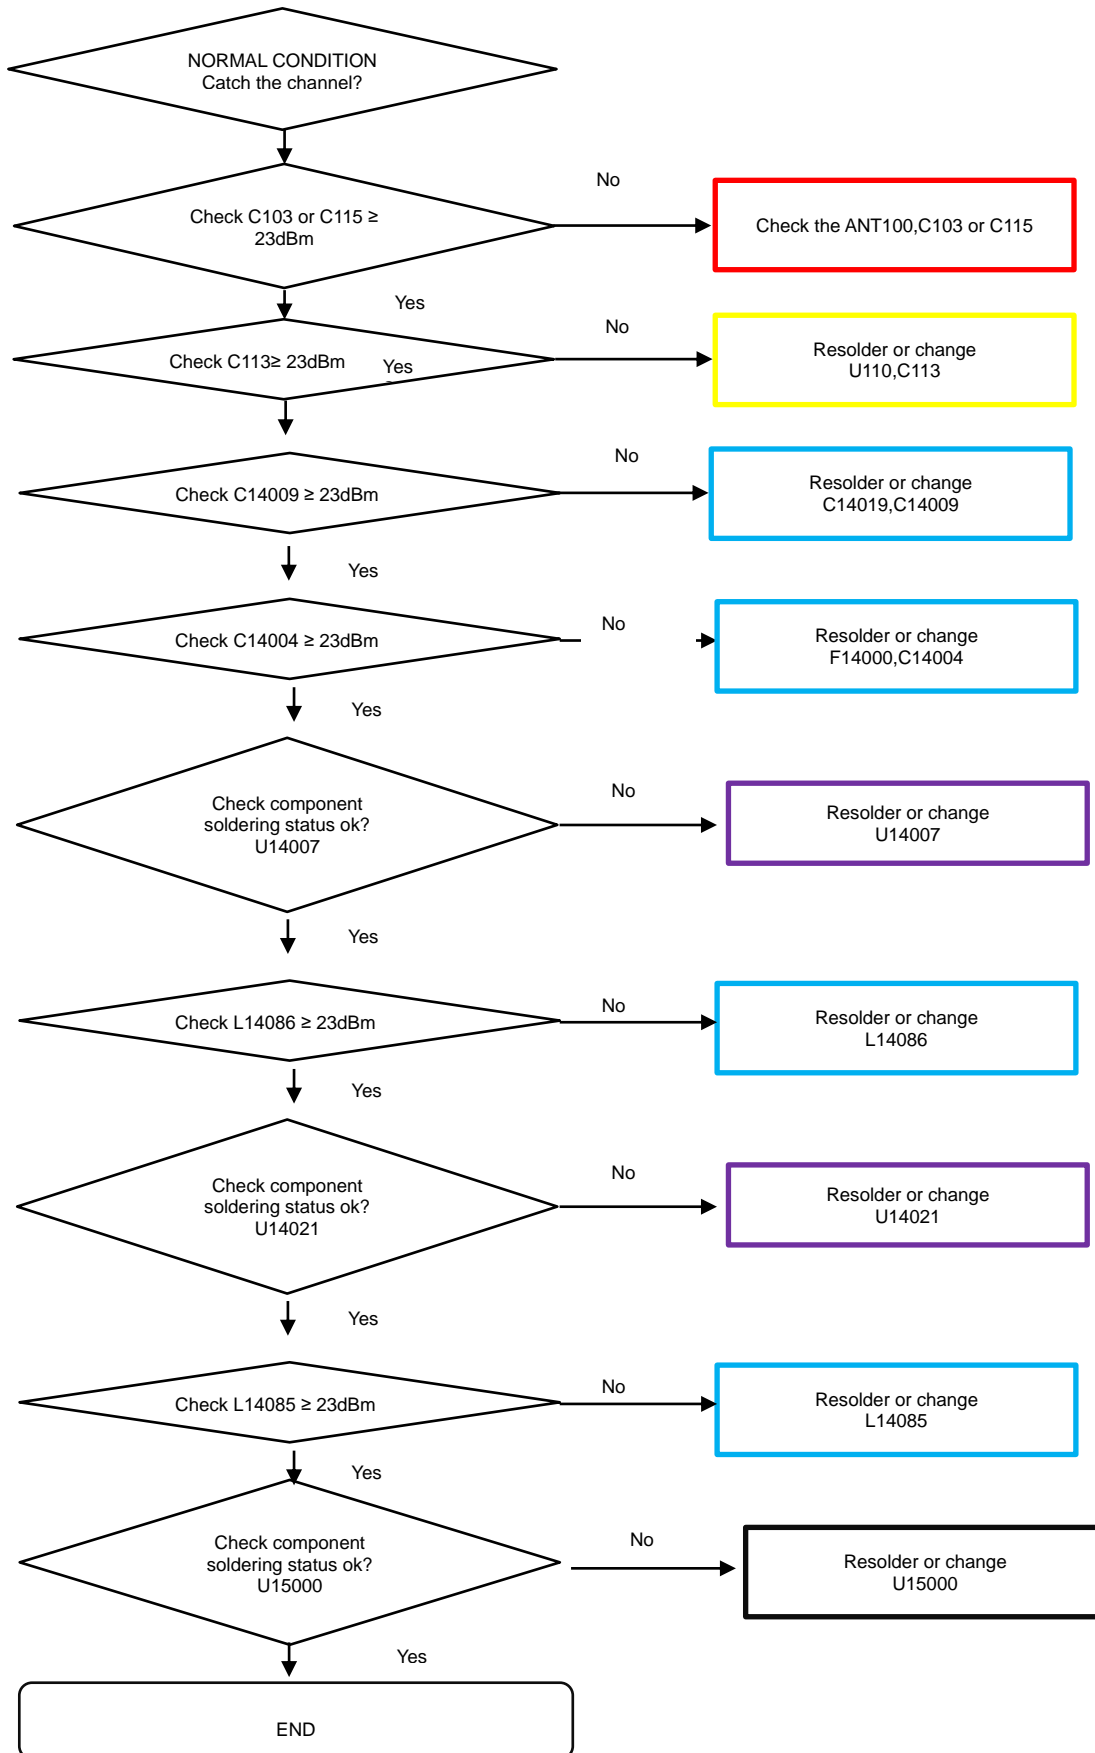 NORMAL CONDITION
Catch the channel?
No
Check C103 or C115 ≥
23dBm
Check the ANT100,C103 or C115
Yes
No
Check C113≥ 23dBm
Yes
Resolder or change
U110,C113
No
Check C14009 ≥ 23dBm
Resolder or change
C14019,C14009
Yes
No
Check C14004 ≥ 23dBm
Resolder or change
F14000,C14004
Yes
No
Check component
soldering status ok?
U14007
Resolder or change
U14007
Yes
No
Check L14086 ≥ 23dBm
Resolder or change
L14086
Yes
No
Check component
soldering status ok?
U14021
Resolder or change
U14021
Yes
No
Check L14085 ≥ 23dBm
Resolder or change
L14085
Yes
No
Check component
soldering status ok?
U15000
Resolder or change
U15000
Yes
END